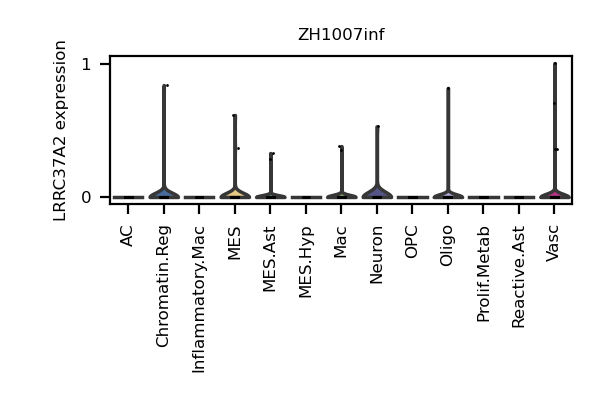 ZH1007inf
LRRC37A2 expression
1
0
AC
Chromatin.Reg
Inflammatory.Mac
MES
MES.Ast
MES.Hyp
Mac
Neuron
OPC
Oligo
Prolif.Metab
Reactive.Ast
Vasc